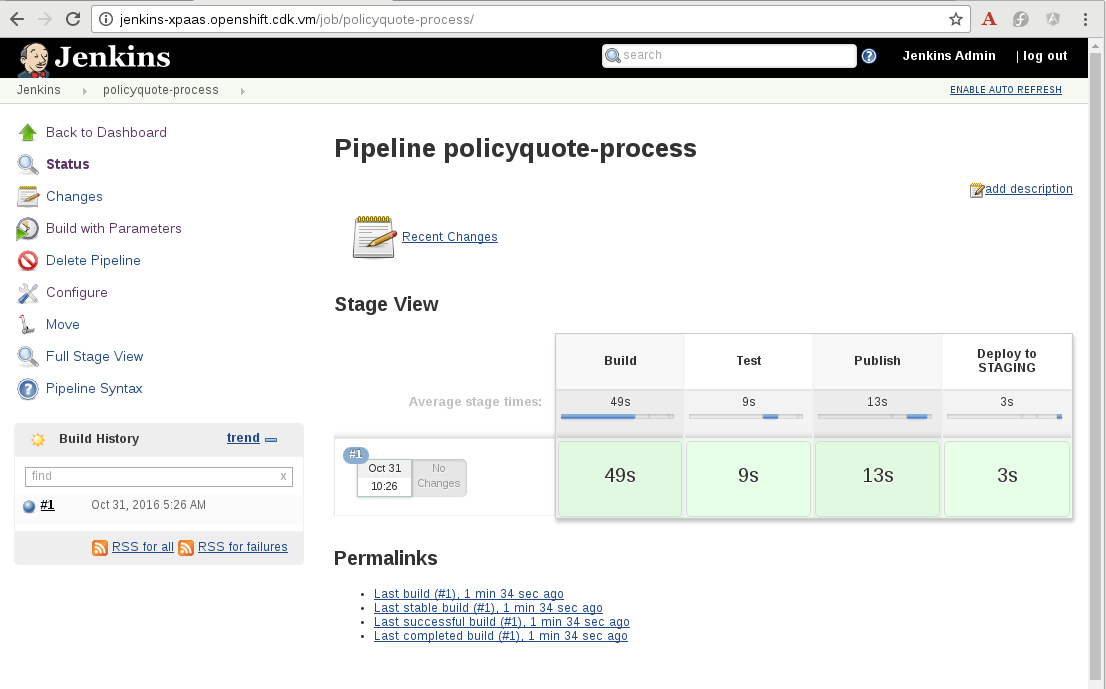 jenkins-xpaas.openshift.cdk.vm/job/policyquote-process/
Jenkins
search
Jenkins Admin
| log out
Jenkins
policyquote-process
ENABLE AUTO REFRESH
Back to Dashboard
Status
Changes
Build with Parameters
Delete Pipeline
Configure
Move
Full Stage View
Pipeline Syntax
Build History
trend
find
x
#1
Oct 31, 2016 5:26 AM
RSS for all
RSS for failures
Pipeline policyquote-process
add description
Recent Changes
Stage View
Build
Test
Publish
Deploy to
STAGING
Average stage times:
49s
9s
13s
3s
#1
Oct 31
10:26
No
Changes
49s
9s
13s
3s
Permalinks
Last build (#1), 1 min 34 sec ago
Last stable build (#1), 1 min 34 sec ago
Last successful build (#1), 1 min 34 sec ago
Last completed build (#1), 1 min 34 sec ago